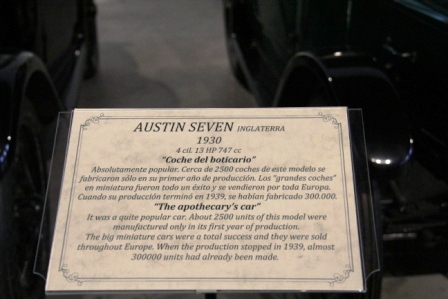 AUSTIN SEVEN INGLATERRA
1930
4 cil. 13 HP 747 cc
"Coche del boticario"
Absolutamente popular. Cerca de 2500 coches de este modelo se
fabricaron sólo en su primer año de producción. Los "grandes coches"
en miniatura fueron todo un éxito y se vendieron por toda Europa.
Cuando su producción terminó en 1939, se habían fabricado 300.000.
"The apothecary's car"
It was a quite popular car. About 2500 units of this model were
manufactured only in its first year of production.
The big miniature cars were a total success and they were sold
throughout Europe. When the production stopped in 1939, almost
300000 units had already been made.